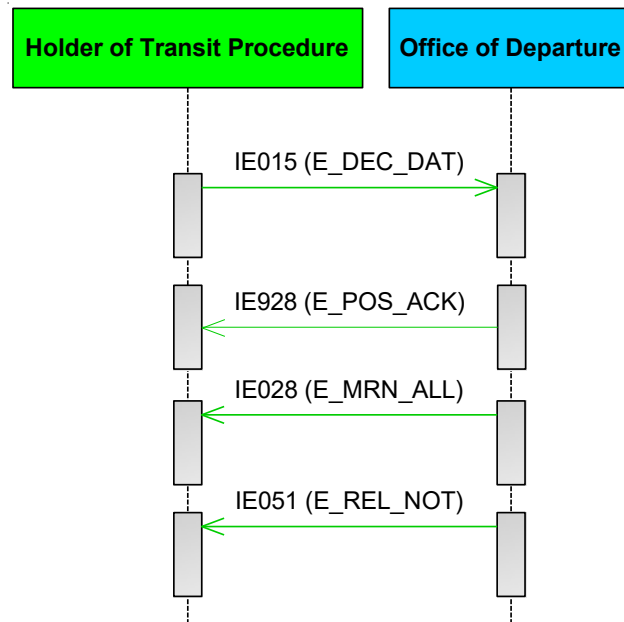 Holder of Transit Procedure
Office of Departure
IE015 (E_DEC_DAT)
IE928 (E_POS_ACK)
IE028 (E_MRN_ALL)
IE051 (E_REL_NOT)